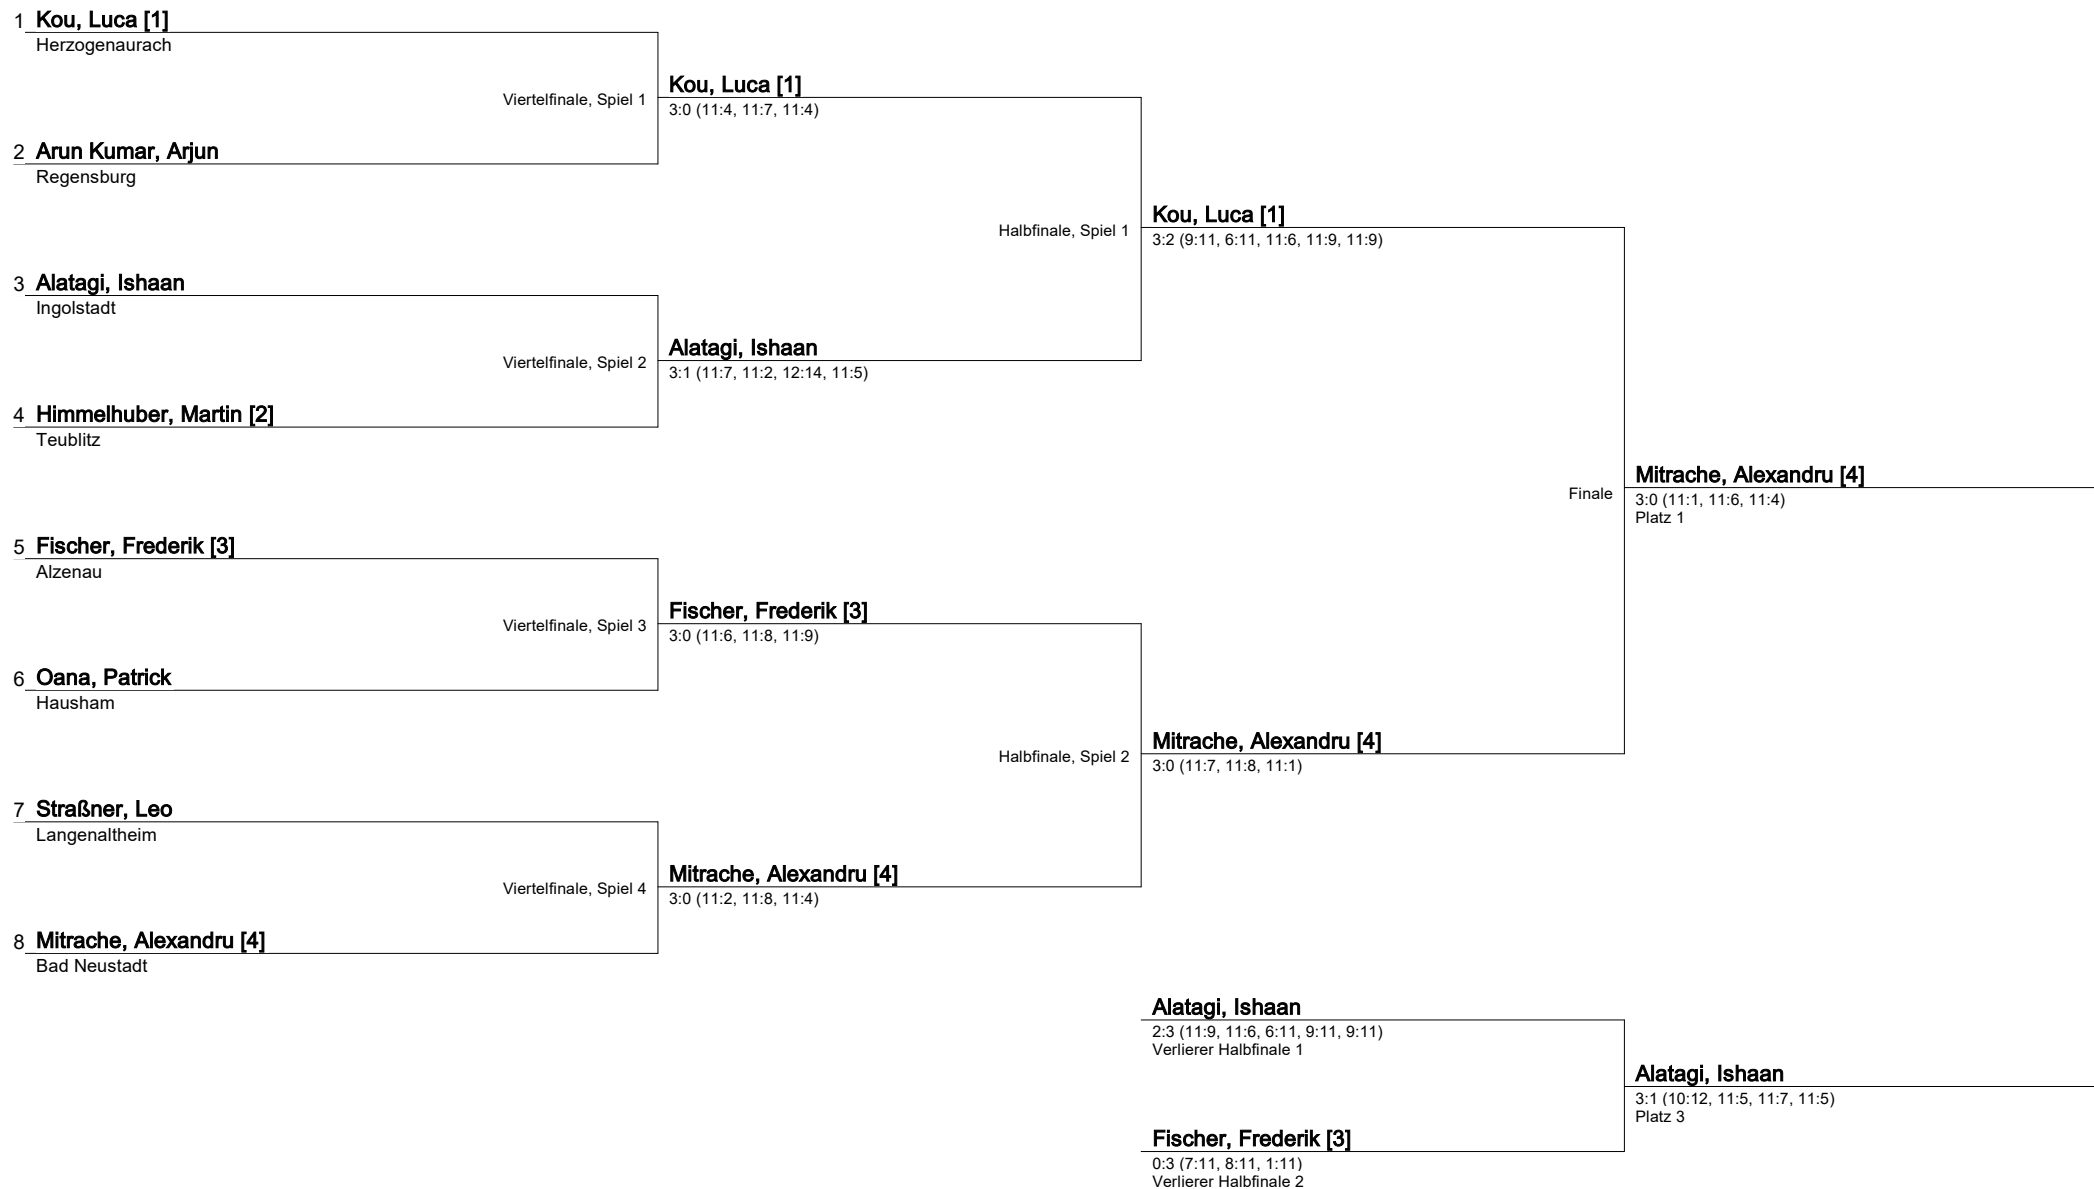 1 Kou, Luca [1]
Herzogenaurach
Viertelfinale, Spiel 1
Kou, Luca [1]
3:0 (11:4, 11:7, 11:4)
2 Arun Kumar, Arjun
Regensburg
Halbfinale, Spiel 1
Kou, Luca [1]
3:2 (9:11, 6:11, 11:6, 11:9, 11:9)
3 Alatagi, Ishaan
Ingolstadt
Viertelfinale, Spiel 2
Alatagi, Ishaan
3:1 (11:7, 11:2, 12:14, 11:5)
4 Himmelhuber, Martin [2]
Teublitz
Finale
Mitrache, Alexandru [4]
3:0 (11:1, 11:6, 11:4)
Platz 1
5 Fischer, Frederik [3]
Alzenau
Viertelfinale, Spiel 3
Fischer, Frederik [3]
3:0 (11:6, 11:8, 11:9)
6 Oana, Patrick
Hausham
Halbfinale, Spiel 2
Mitrache, Alexandru [4]
3:0 (11:7, 11:8, 11:1)
7 Straßner, Leo
Langenaltheim
Viertelfinale, Spiel 4
Mitrache, Alexandru [4]
3:0 (11:2, 11:8, 11:4)
8 Mitrache, Alexandru [4]
Bad Neustadt
Alatagi, Ishaan
2:3 (11:9, 11:6, 6:11, 9:11, 9:11)
Verlierer Halbfinale 1
Alatagi, Ishaan
3:1 (10:12, 11:5, 11:7, 11:5)
Platz 3
Fischer, Frederik [3]
0:3 (7:11, 8:11, 1:11)
Verlierer Halbfinale 2